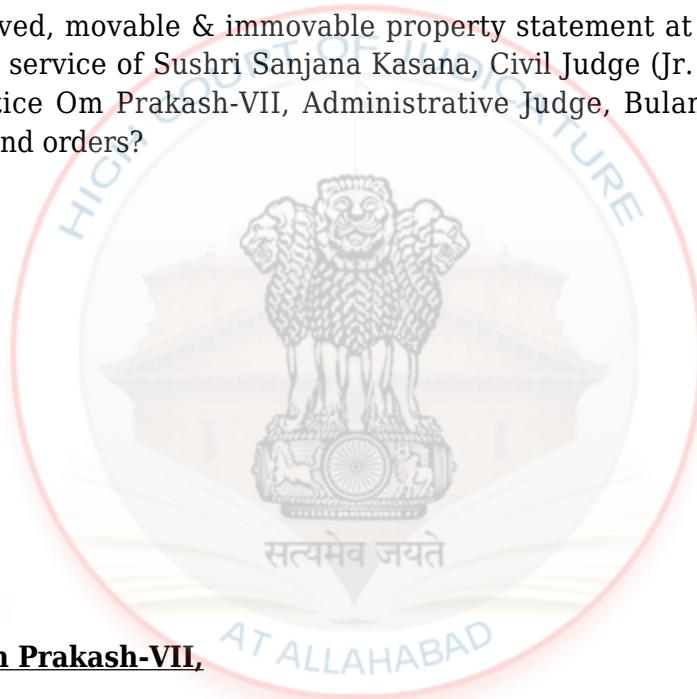 ved, movable & immovable property statement at
service of Sushri Sanjana Kasana, Civil Judge (Jr.
tice Om Prakash-VII, Administrative Judge, Bulan
nd orders?
HIGH COURT OF JUDICATURE
सत्यमेव जयते
AT ALLAHABAD
n Prakash-VII,